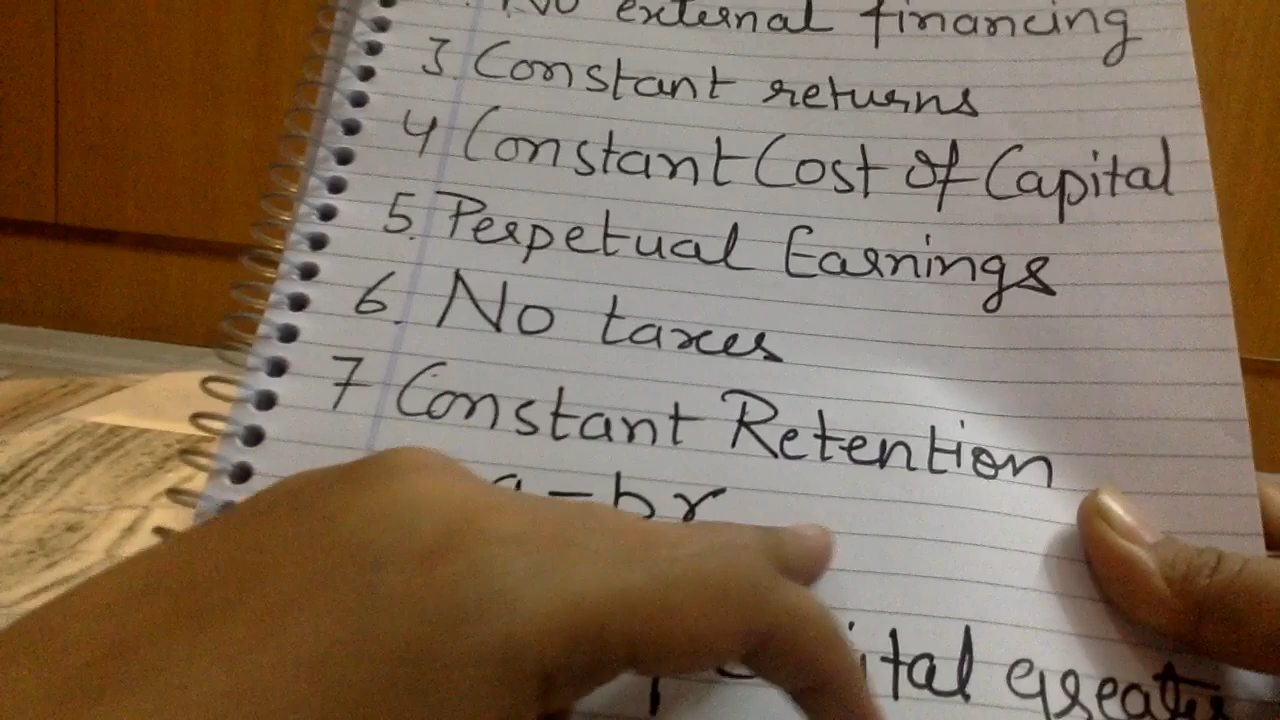 No external financing
3. Constant returns
4 Constant Cost of Capital
5. Perpetual Earnings
6. No taxes
7 Constant Retention
g = br